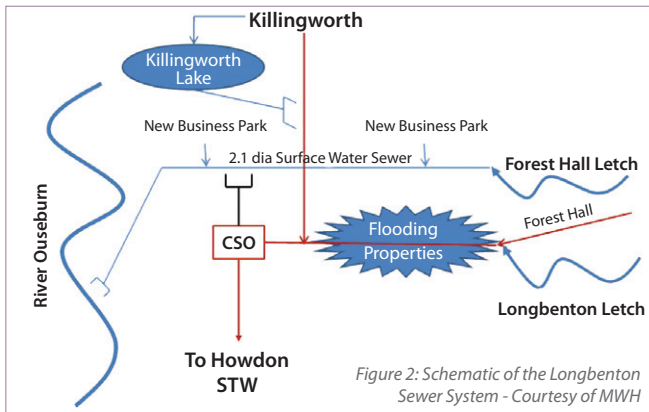 Killingworth
Killingworth
Lake
New Business Park
New Business Park
2.1 dia Surface Water Sewer
Forest Hall Letch
River Ouseburn
Forest Hall
CSO
Flooding
Properties
Longbenton Letch
To Howdon
STW
Figure 2: Schematic of the Longbenton
Sewer System - Courtesy of MWH